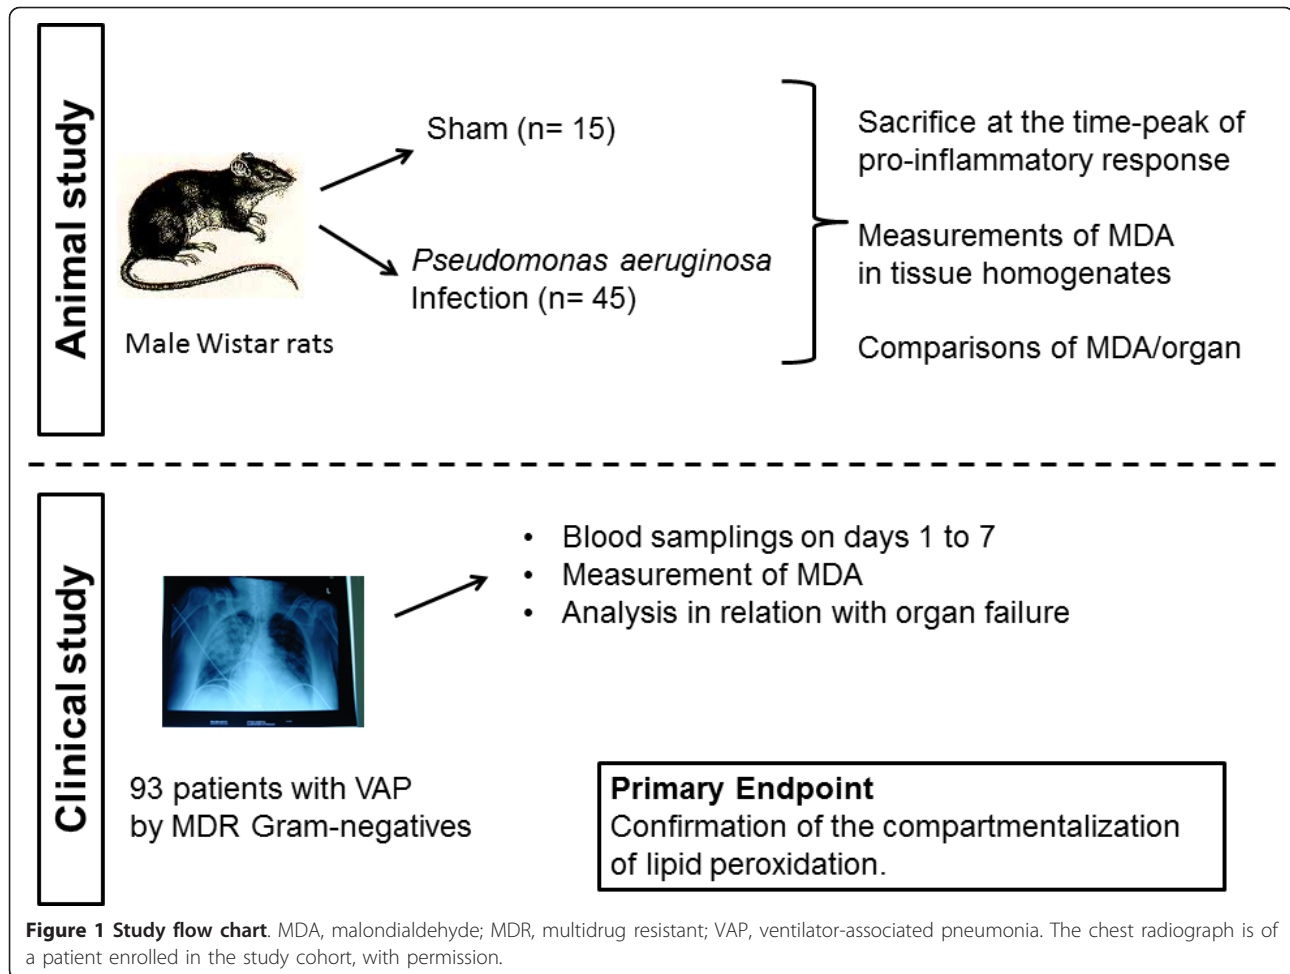 Animal study
Sham (n= 15)
Pseudomonas aeruginosa
Infection (n= 45)
Male Wistar rats
Sacrifice at the time-peak of
pro-inflammatory response
Measurements of MDA
in tissue homogenates
Comparisons of MDA/organ
Clinical study
• Blood samplings on days 1 to 7
• Measurement of MDA
• Analysis in relation with organ failure
L
93 patients with VAP
by MDR Gram-negatives
Primary Endpoint
Confirmation of the compartmentalization
of lipid peroxidation.
Figure 1 Study flow chart. MDA, malondialdehyde; MDR, multidrug resistant; VAP, ventilator-associated pneumonia. The chest radiograph is of
a patient enrolled in the study cohort, with permission.